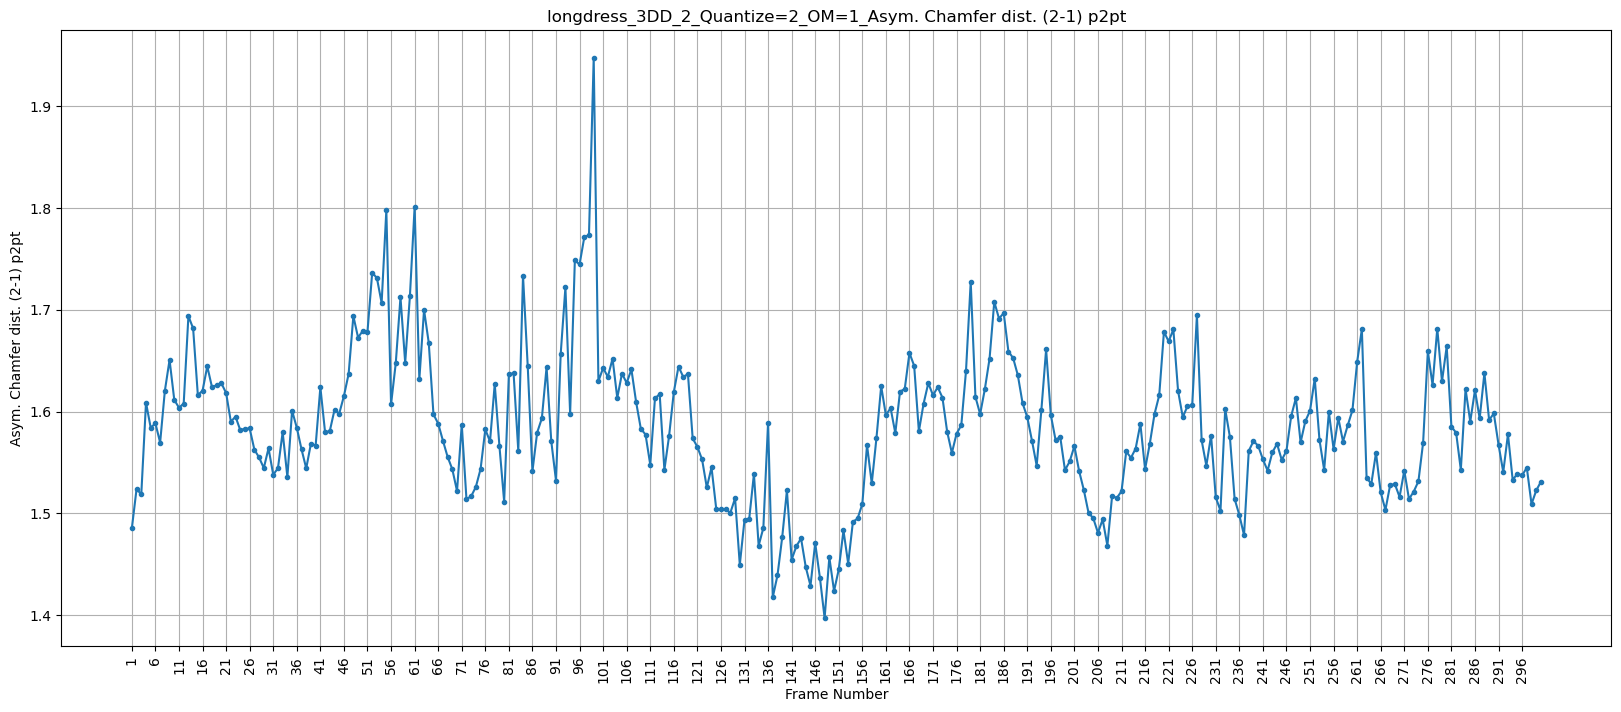 longdress_3DD_2_Quantize=2_OM=1_Asym. Chamfer dist. (2-1) p2pt
Asym. Chamfer dist. (2-1) p2pt
1.9
1.8
1.7
1.6
1.5
1.4
1 6 11 16 21 26 31 36 41 46 51 56 61 66 71 76 81 86 91 96 101 106 111 116 121 126 131 136 141 146 151 156 161 166 171 176 181 186 191 196 201 206 211 216 221 226 231 236 241 246 251 256 261 266 271 276 281 286 291 296
Frame Number